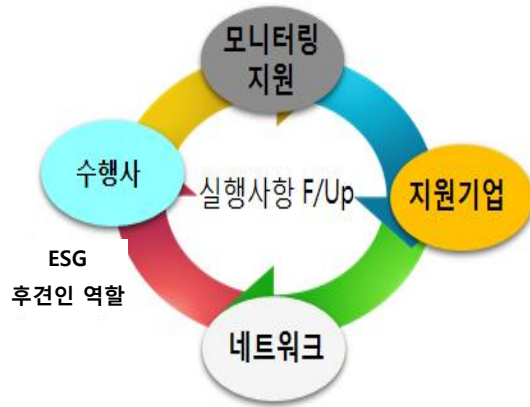 모니터링
지원
수행사
실행사항 F/Up
지원기업
ESG
후견인 역할
네트워크